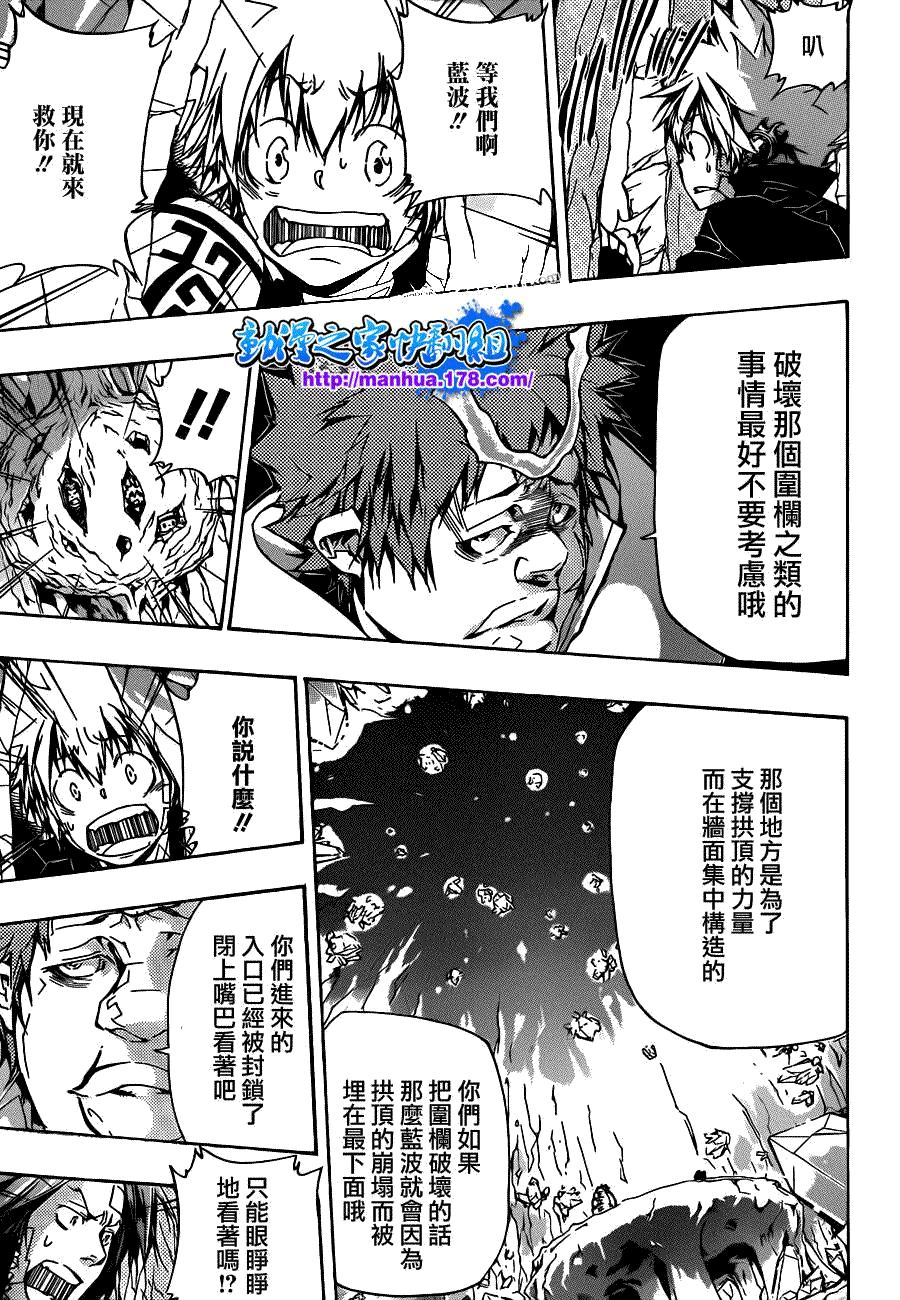 叭
等我們啊
藍波!!
現在就來
救你!!
動漫之家快翻組
http://manhua.178.com/
破壞那個圍欄之類的
事情最好不要考慮哦
!!
那個地方是為了
支撐拱頂的力量
而在牆面集中構造的
你說什麼!!
你們如果
把圍欄破壞的話
那麼藍波就會因為
拱頂的崩塌而被
埋在最下面哦
你們進來的
入口已經被封鎖了
閉上嘴巴看著吧
只能眼睜睜
地看著嗎!?